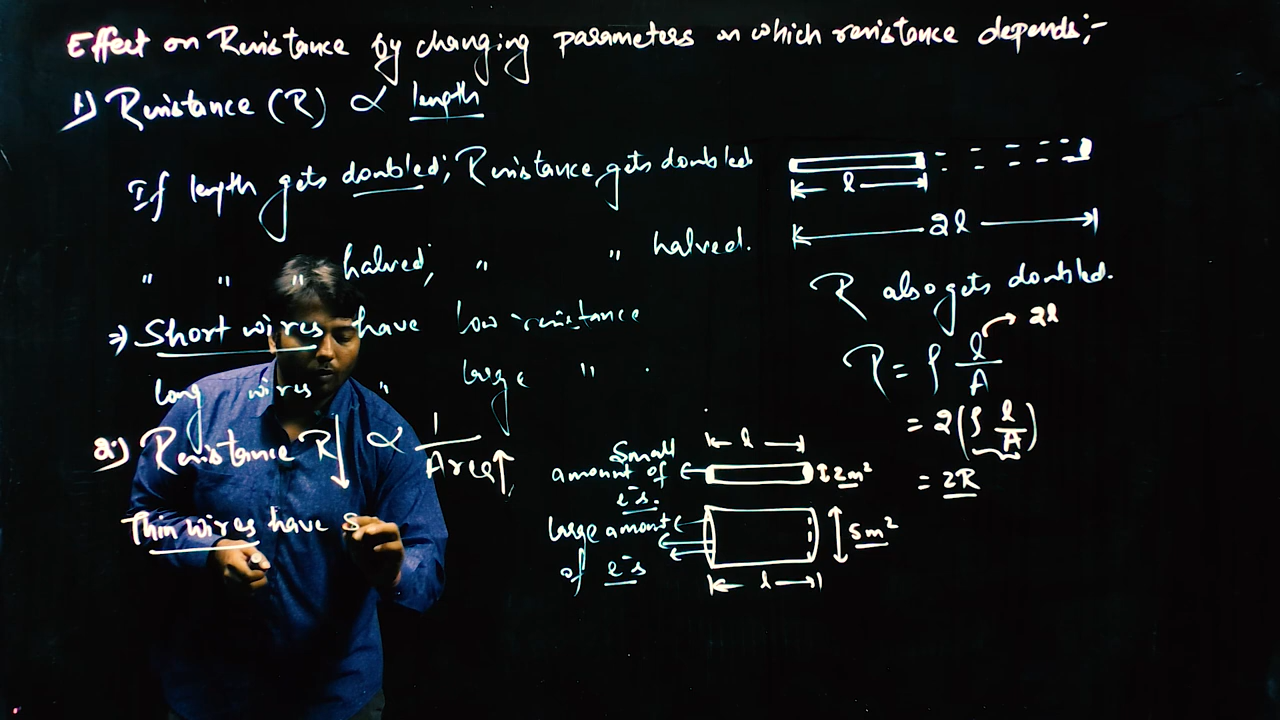 Effect on Resistance by changing parameters on which resistance depends;-
1.) Resistance (R) ∝ length
If length gets doubled; Resistance gets doubled.
" " " halved; " " halved.
⇒ Short wires have low resistance
long wires " large " .
2.) Resistance R↓ ∝ 1/Area↑
Thin wires have S
l
2l
R also gets doubled.
R = ρ l/A → 2l
= 2(ρ l/A)
= 2R
Small amount of e⁻s.
l
2m²
large amount of e⁻s
5m²
l